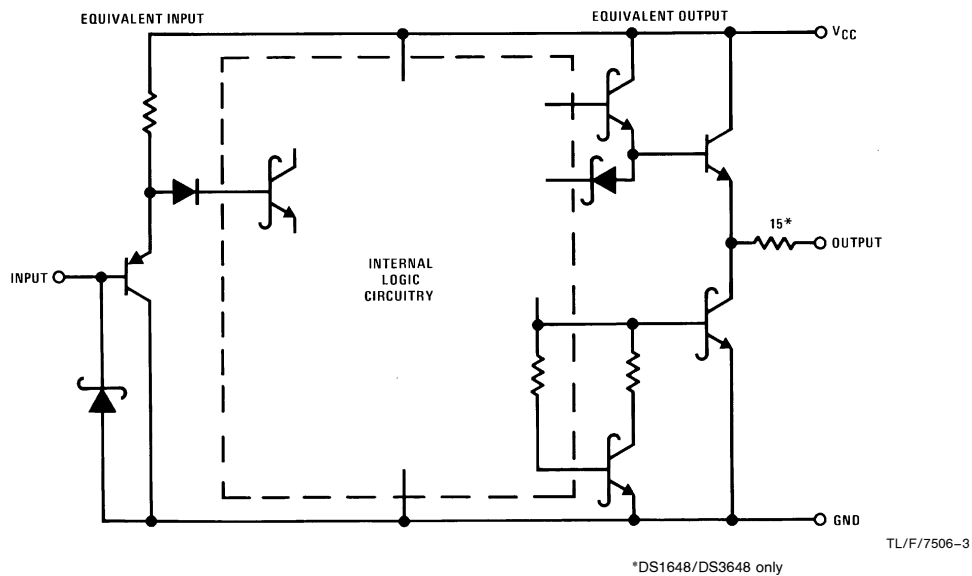 EQUIVALENT INPUT
EQUIVALENT OUTPUT
VCC
15*
OUTPUT
INPUT
INTERNAL
LOGIC
CIRCUITRY
GND
TL/F/7506–3
*DS1648/DS3648 only